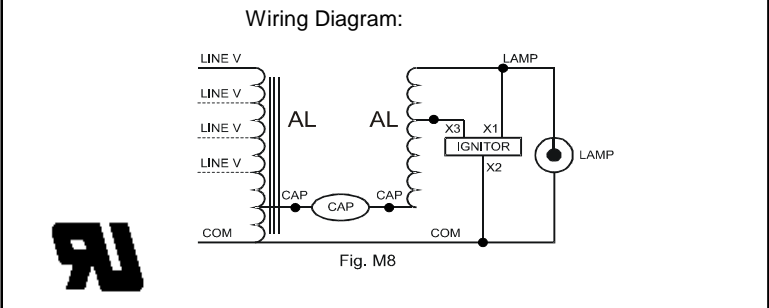 Wiring Diagram:
LINE V
LAMP
LINE V
AL
AL
LINE V
X3
X1
IGNITOR
LAMP
LINE V
X2
CAP
CAP
CAP
COM
COM
Fig. M8
RU